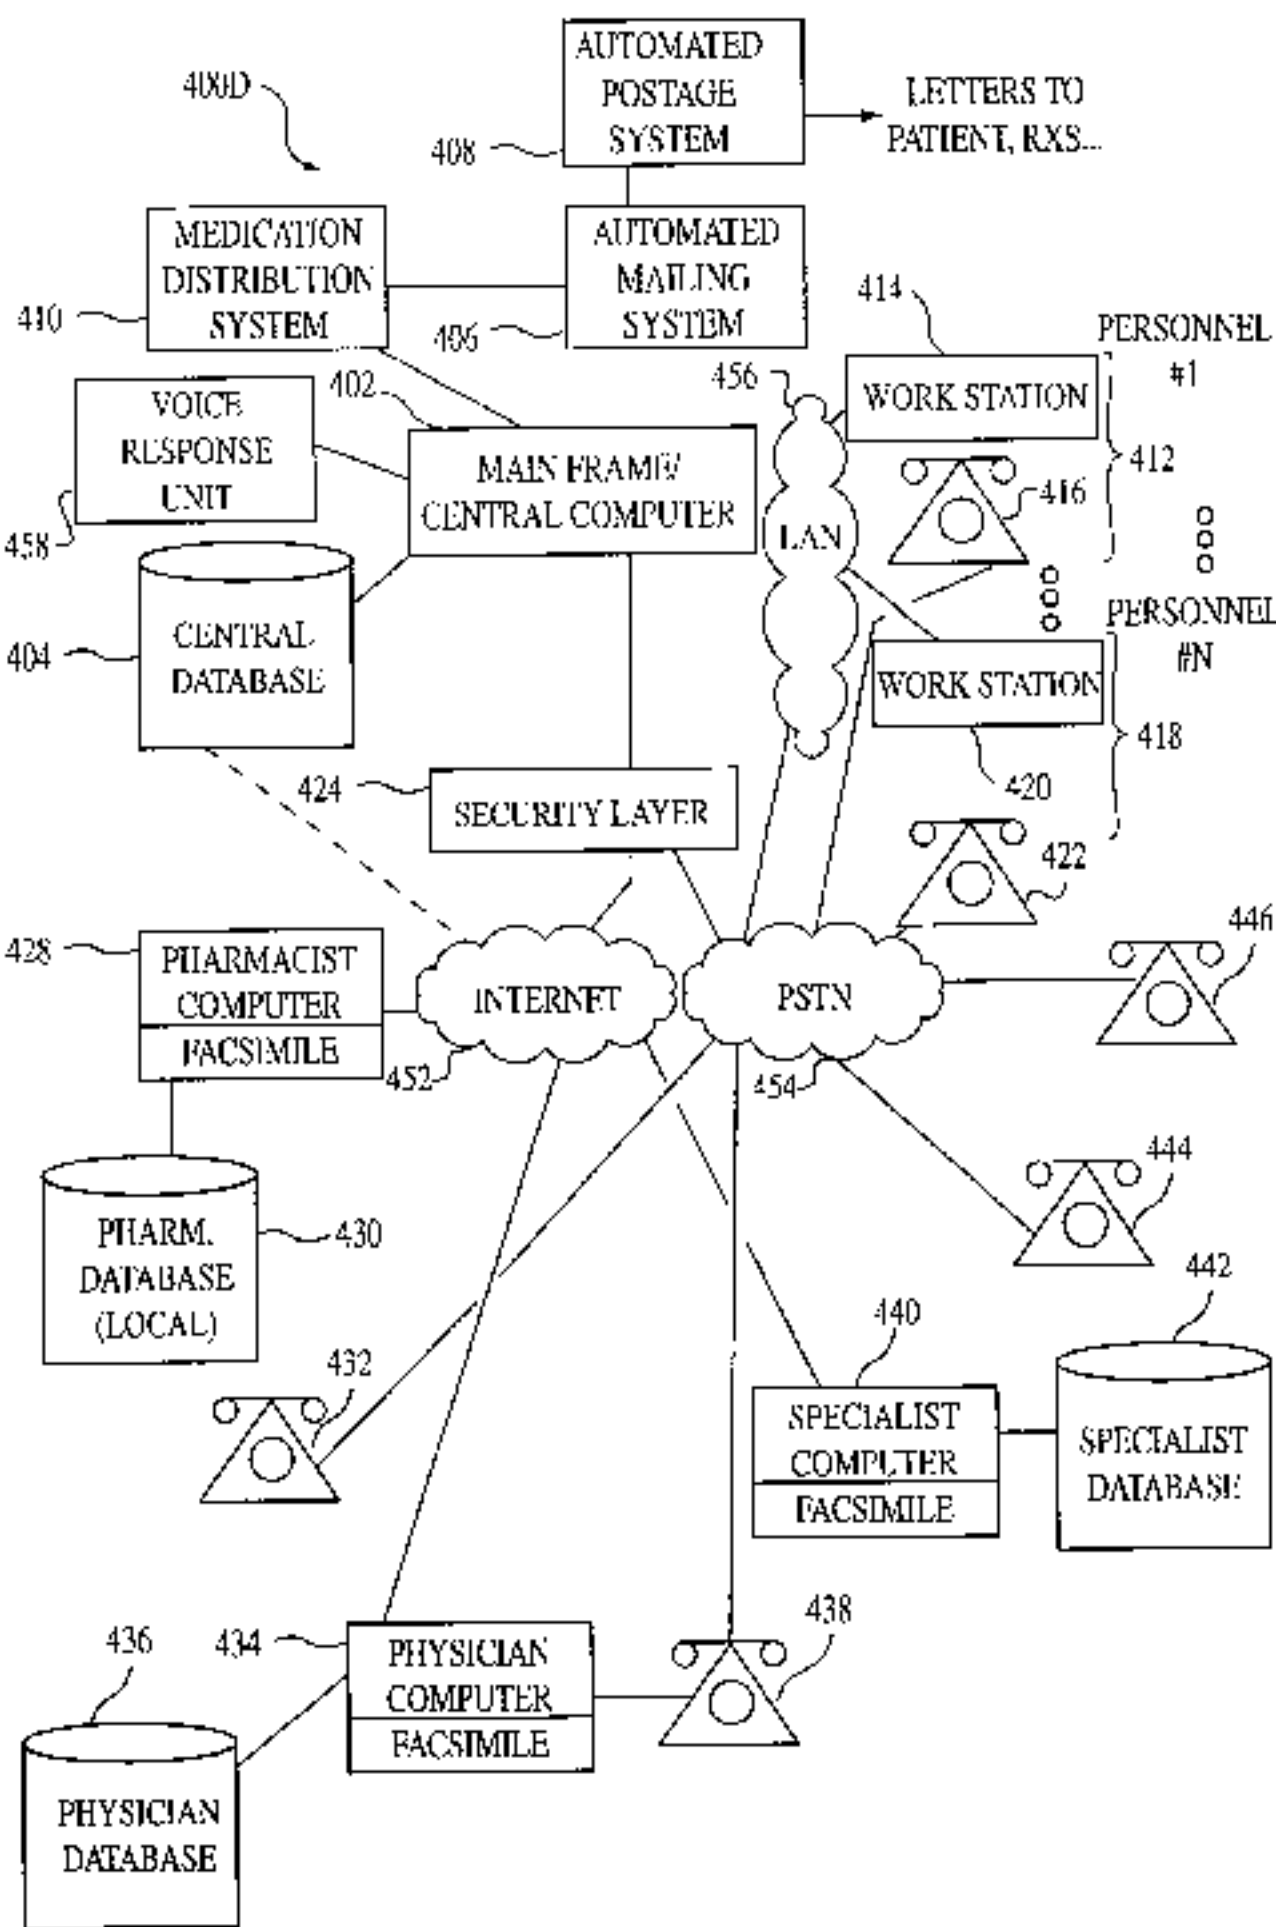 400D
AUTOMATED
POSTAGE
SYSTEM
408
LETTERS TO
PATIENT, RXS...
MEDICATION
DISTRIBUTION
SYSTEM
410
AUTOMATED
MAILING
SYSTEM
406
414
PERSONNEL
#1
456
WORK STATION
412
402
VOICE
RESPONSE
UNIT
458
MAIN FRAME/
CENTRAL COMPUTER
LAN
416
CENTRAL
DATABASE
404
PERSONNEL
#N
WORK STATION
418
420
424
SECURITY LAYER
422
446
428
PHARMACIST
COMPUTER
FACSIMILE
INTERNET
452
PSTN
454
444
PHARM.
DATABASE
(LOCAL)
430
442
440
432
SPECIALIST
COMPUTER
FACSIMILE
SPECIALIST
DATABASE
438
436
434
PHYSICIAN
COMPUTER
FACSIMILE
PHYSICIAN
DATABASE